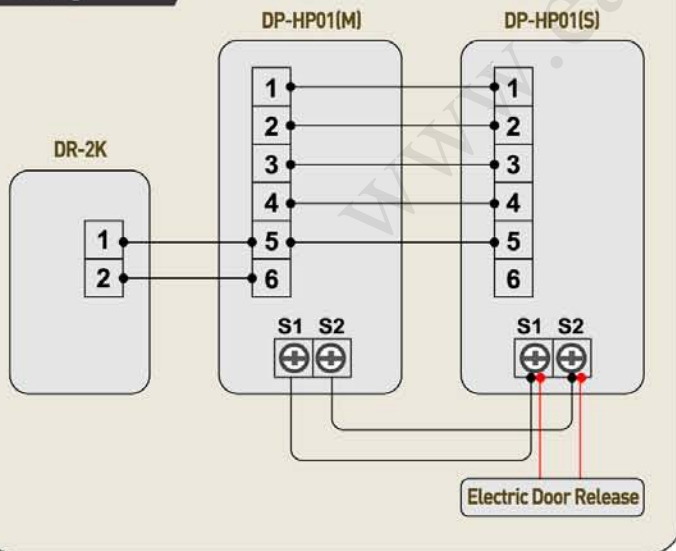 DP-HP01(M)
DP-HP01(S)
DR-2K
1
2
1
2
3
4
5
6
S1 S2
1
2
3
4
5
6
S1 S2
Electric Door Release